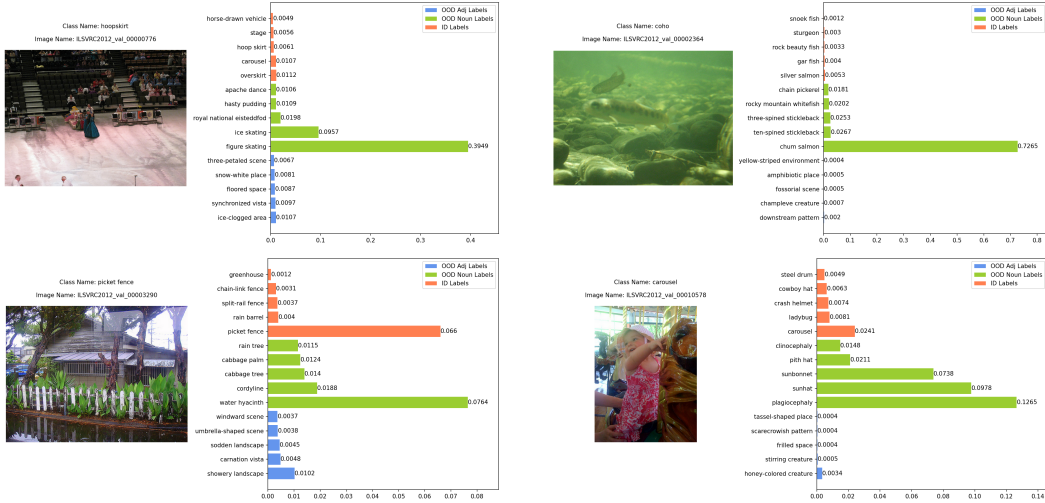 Class Name: hoopskirt
Image Name: ILSVRC2012_val_00000776
OOD Adj Labels
OOD Noun Labels
ID Labels
horse-drawn vehicle 0.0049
stage 0.0056
hoop skirt 0.0061
carousel 0.0107
overskirt 0.0112
apache dance 0.0106
hasty pudding 0.0109
royal national eisteddfod 0.0198
ice skating 0.0957
figure skating 0.3949
three-petaled scene 0.0067
snow-white place 0.0081
floored space 0.0087
synchronized vista 0.0097
ice-clogged area 0.0107
0.0 0.1 0.2 0.3 0.4
Class Name: coho
Image Name: ILSVRC2012_val_00002364
OOD Adj Labels
OOD Noun Labels
ID Labels
snoek fish 0.0012
sturgeon 0.003
rock beauty fish 0.0033
gar fish 0.004
silver salmon 0.0053
chain pickerel 0.0181
rocky mountain whitefish 0.0202
three-spined stickleback 0.0253
ten-spined stickleback 0.0267
chum salmon 0.7265
yellow-striped environment 0.0004
amphibiotic place 0.0005
fossorial scene 0.0005
champleve creature 0.0007
downstream pattern 0.002
0.0 0.1 0.2 0.3 0.4 0.5 0.6 0.7 0.8
Class Name: picket fence
Image Name: ILSVRC2012_val_00003290
OOD Adj Labels
OOD Noun Labels
ID Labels
greenhouse 0.0012
chain-link fence 0.0031
split-rail fence 0.0037
rain barrel 0.004
picket fence 0.066
rain tree 0.0115
cabbage palm 0.0124
cabbage tree 0.014
cordyline 0.0188
water hyacinth 0.0764
windward scene 0.0037
umbrella-shaped scene 0.0038
sodden landscape 0.0045
carnation vista 0.0048
showery landscape 0.0102
0.00 0.01 0.02 0.03 0.04 0.05 0.06 0.07 0.08
Class Name: carousel
Image Name: ILSVRC2012_val_00010578
OOD Adj Labels
OOD Noun Labels
ID Labels
steel drum 0.0049
cowboy hat 0.0063
crash helmet 0.0074
ladybug 0.0081
carousel 0.0241
clinocephaly 0.0148
pith hat 0.0211
sunbonnet 0.0738
sunhat 0.0978
plagiocephaly 0.1265
tassel-shaped place 0.0004
scarecrowish pattern 0.0004
frilled space 0.0004
stirring creature 0.0005
honey-colored creature 0.0034
0.00 0.02 0.04 0.06 0.08 0.10 0.12 0.14